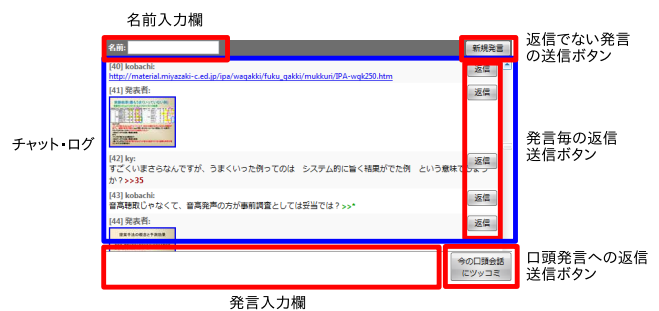 名前入力欄
返信でない発言
の送信ボタン
名前:
新規発言
[40] kobachi:
http://material.miyazaki-c.ed.jp/ipa/wagakki/fuku_gakki/mukkuri/IPA-wgk250.htm
返信
[41] 発表者:
返信
チャット・ログ
発言毎の返信
送信ボタン
[42] ky:
返信
すごくいまさらなんですが、うまくいった例ってのは　システム的に旨く結果がでた例　という意味でしょう
か？>>35
[43] kobachi:
返信
音高聴取じゃなくて、音高発声の方が事前調査としては妥当では？>>*
[44] 発表者:
返信
今の口頭会話
にツッコミ
口頭発言への返信
送信ボタン
発言入力欄